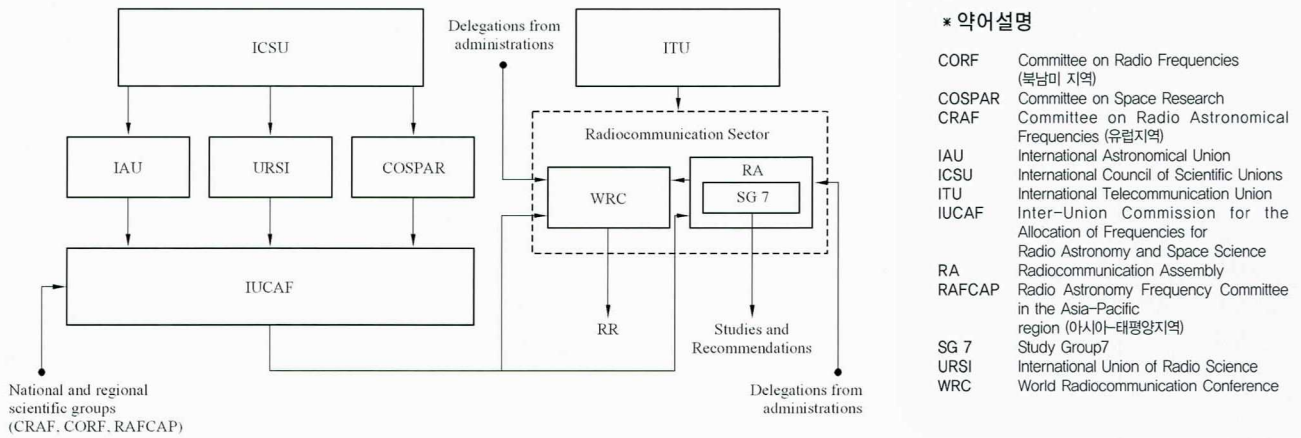 ICSU
Delegations from
administrations
ITU
Radiocommunication Sector
IAU
URSI
COSPAR
WRC
RA
SG 7
IUCAF
RR
Studies and
Recommendations
National and regional
scientific groups
(CRAF, CORF, RAFCAP)
Delegations from
administrations
* 약어설명
CORF Committee on Radio Frequencies
(북남미 지역)
COSPAR Committee on Space Research
CRAF Committee on Radio Astronomical
Frequencies (유럽지역)
IAU International Astronomical Union
ICSU International Council of Scientific Unions
ITU International Telecommunication Union
IUCAF Inter-Union Commission for the
Allocation of Frequencies for
Radio Astronomy and Space Science
RA Radiocommunication Assembly
RAFCAP Radio Astronomy Frequency Committee
in the Asia-Pacific
region (아시아-태평양지역)
SG 7 Study Group7
URSI International Union of Radio Science
WRC World Radiocommunication Conference